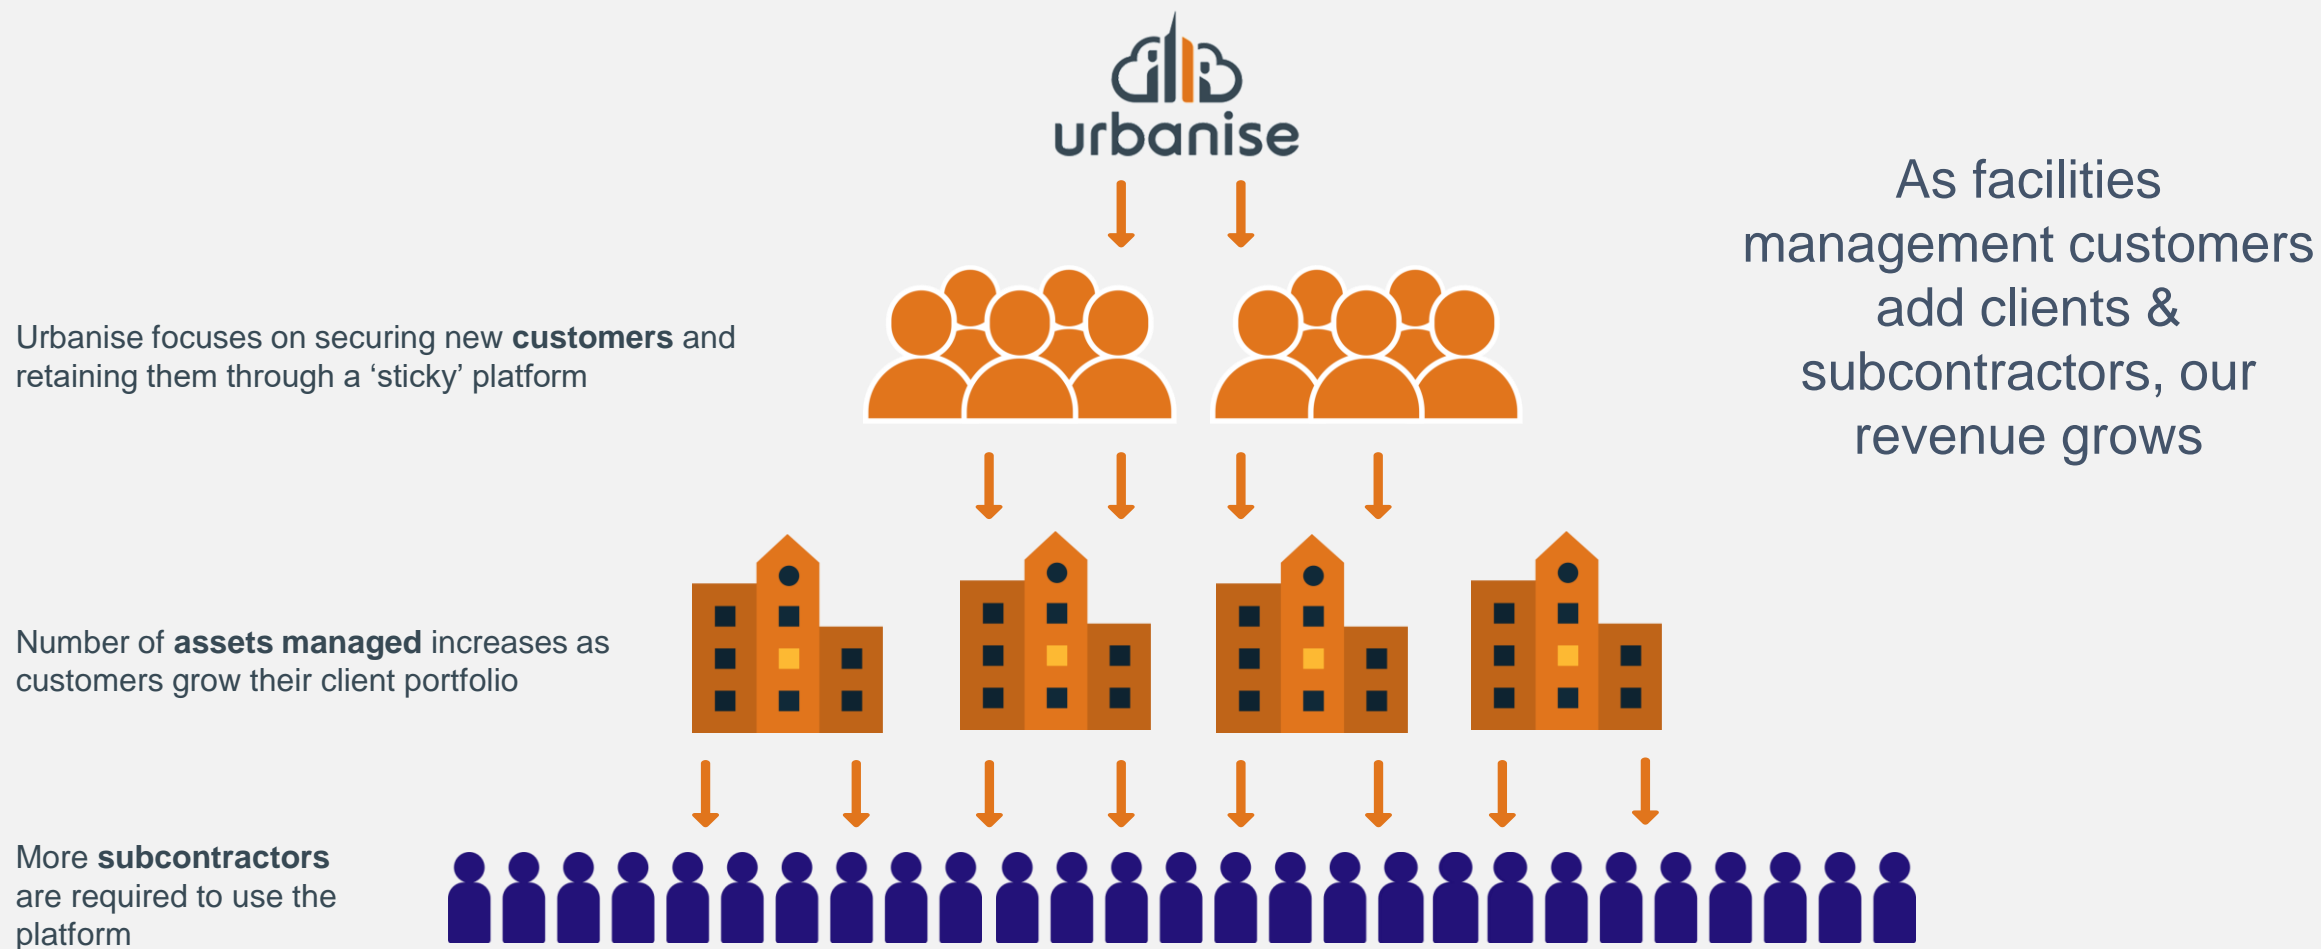 urbanise
As facilities
management customers
add clients &
subcontractors, our
revenue grows
Urbanise focuses on securing new customers and
retaining them through a ‘sticky’ platform
Number of assets managed increases as
customers grow their client portfolio
More subcontractors
are required to use the
platform